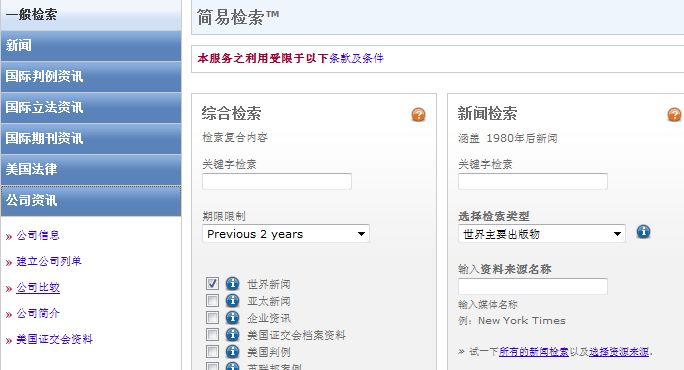 一般检索
新闻
国际判例资讯
国际立法资讯
国际期刊资讯
美国法律
公司资讯
» 公司信息
» 建立公司列单
» 公司比较
» 公司简介
» 美国证交会资料
简易检索™
本服务之利用受限于以下条款及条件
综合检索
检索复合内容
关键字检索
期限限制
Previous 2 years
世界新闻
亚太新闻
企业资讯
美国证交会档案资料
美国判例
英联邦案例
新闻检索
涵盖 1980年后新闻
关键字检索
选择检索类型
世界主要出版物
输入资料来源名称
输入媒体名称
例: New York Times
» 试一下所有的新闻检索以及选择资源来源.